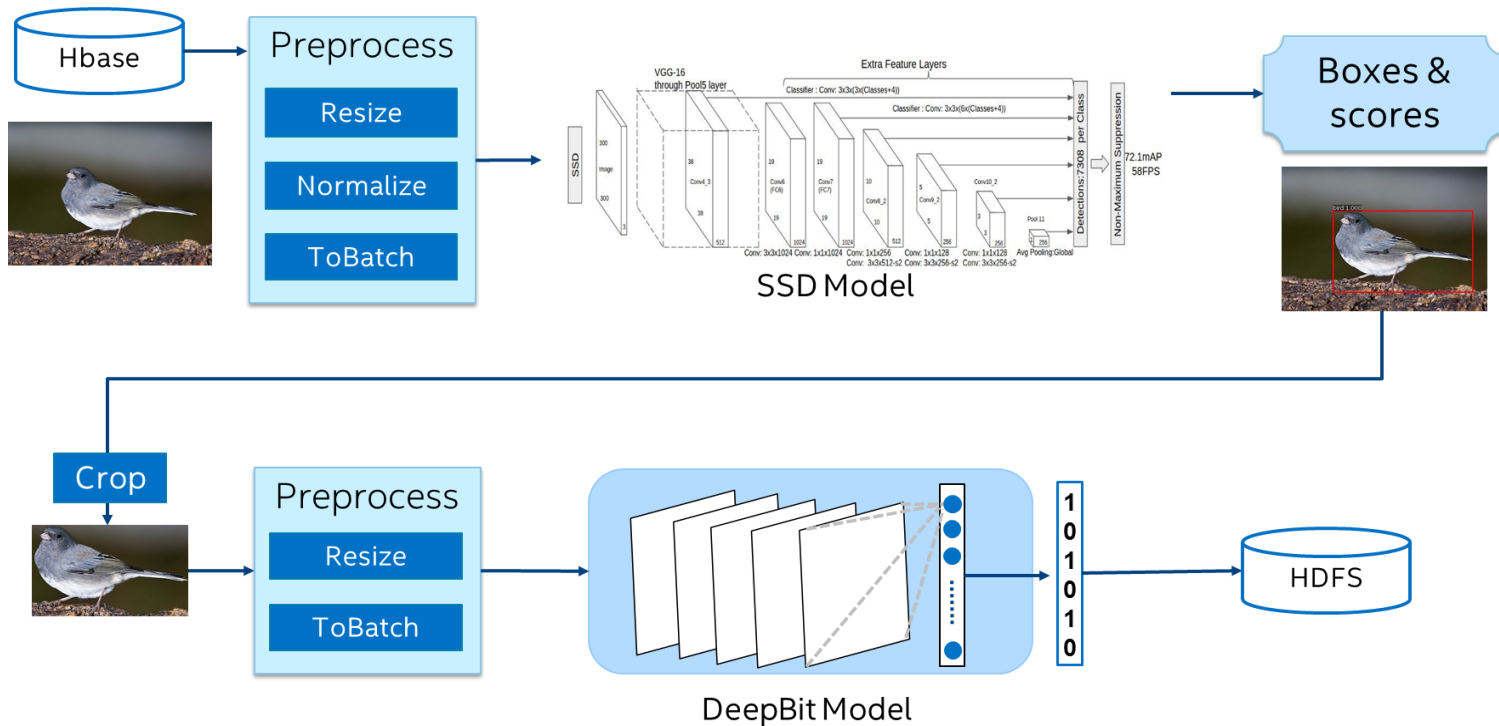 Hbase
Preprocess
Resize
Normalize
ToBatch
VGG-16
through Pool5 layer
Extra Feature Layers
Classifier : Conv: 3x3x(3x(Classes+4))
Classifier : Conv: 3x3x(6x(Classes+4))
SSD
300
Image
300
3
38
Conv4_3
38
512
19
Conv6
(FC6)
19
1024
19
Conv7
(FC7)
19
1024
10
Conv8_2
10
512
5
Conv9_2
5
256
Conv10_2
3
3
256
Pool 11
256
Conv: 3x3x1024
Conv: 1x1x1024
Conv: 1x1x256
Conv: 3x3x512-s2
Conv: 1x1x128
Conv: 3x3x256-s2
Conv: 1x1x128
Conv: 3x3x256-s2
Avg Pooling:Global
Detections:7308 per Class
Non-Maximum Suppression
72.1mAP
58FPS
SSD Model
Boxes &
scores
bird 1.000
Crop
Preprocess
Resize
ToBatch
DeepBit Model
1
0
1
0
1
0
HDFS